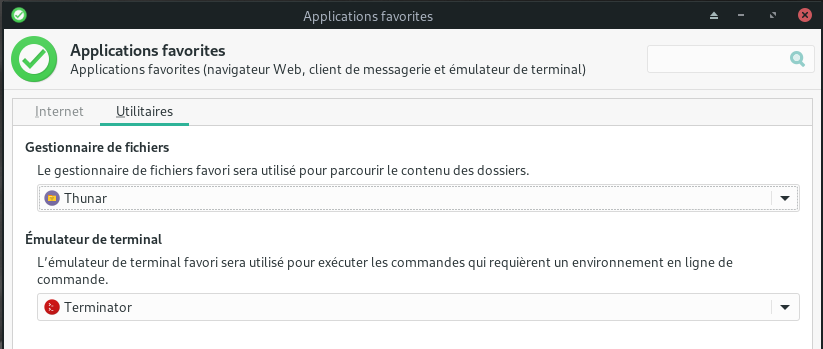 Applications favorites
Applications favorites
Applications favorites (navigateur Web, client de messagerie et émulateur de terminal)
Internet
Utilitaires
Gestionnaire de fichiers
Le gestionnaire de fichiers favori sera utilisé pour parcourir le contenu des dossiers.
Thunar
Émulateur de terminal
L’émulateur de terminal favori sera utilisé pour exécuter les commandes qui requièrent un environnement en ligne de
commande.
Terminator